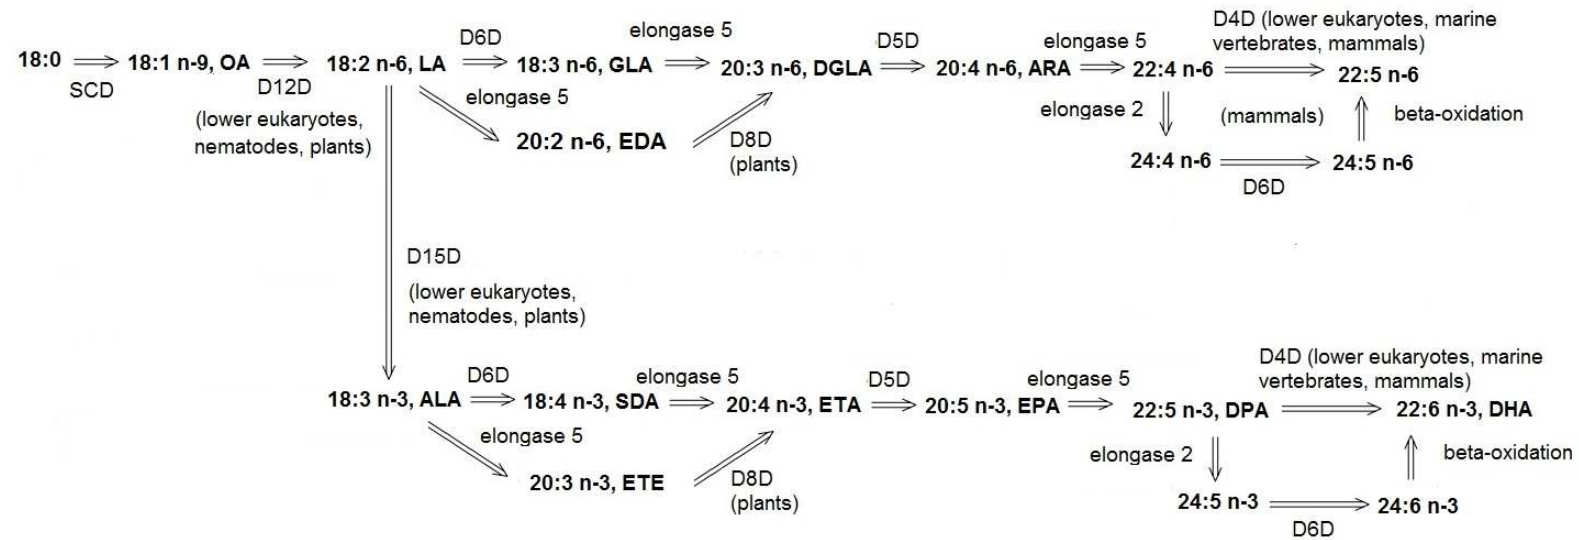 18:0
SCD
18:1 n-9, OA
D12D
(lower eukaryotes,
nematodes, plants)
18:2 n-6, LA
D6D
18:3 n-6, GLA
elongase 5
20:3 n-6, DGLA
D5D
20:4 n-6, ARA
elongase 5
22:4 n-6
D4D (lower eukaryotes, marine
vertebrates, mammals)
22:5 n-6
elongase 5
20:2 n-6, EDA
D8D
(plants)
elongase 2
(mammals)
beta-oxidation
24:4 n-6
D6D
24:5 n-6
D15D
(lower eukaryotes,
nematodes, plants)
18:3 n-3, ALA
D6D
18:4 n-3, SDA
elongase 5
20:4 n-3, ETA
D5D
20:5 n-3, EPA
elongase 5
22:5 n-3, DPA
D4D (lower eukaryotes, marine
vertebrates, mammals)
22:6 n-3, DHA
elongase 5
20:3 n-3, ETE
D8D
(plants)
elongase 2
beta-oxidation
24:5 n-3
D6D
24:6 n-3